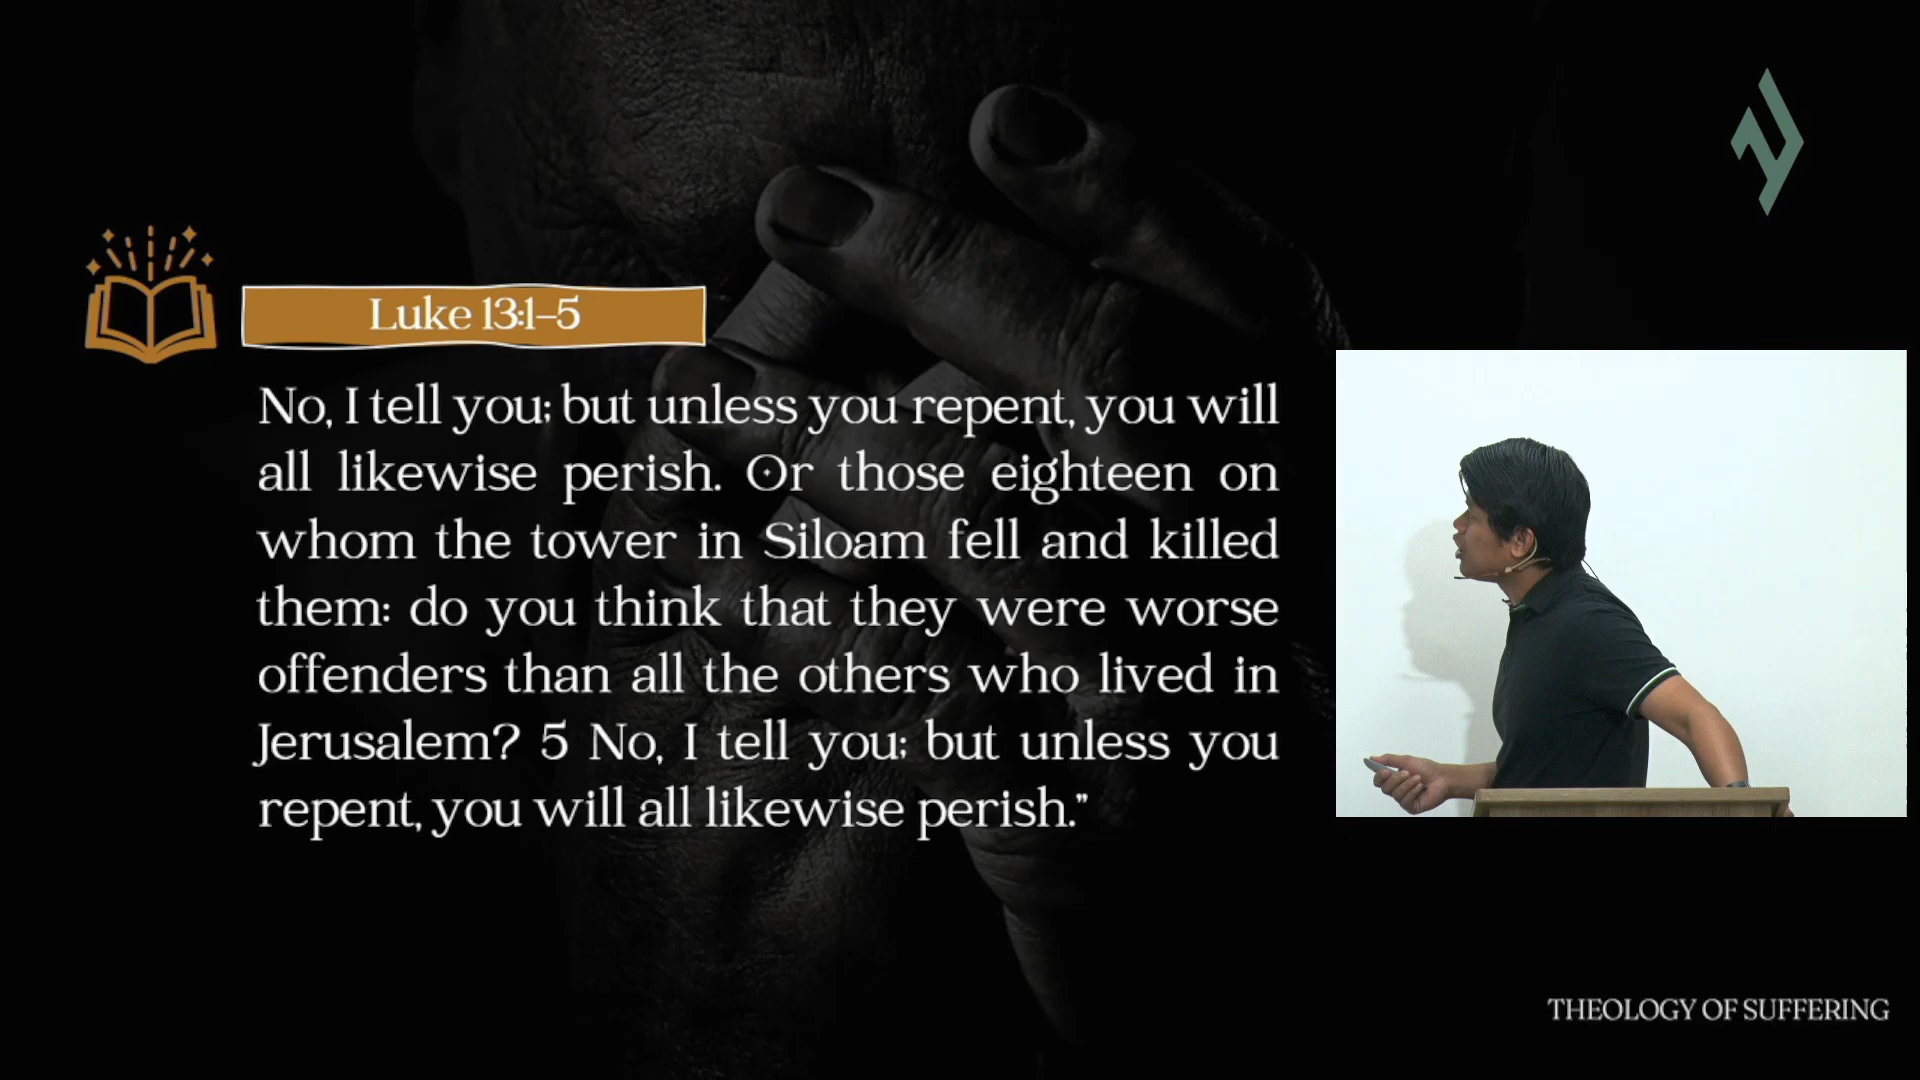 Luke 13:1–5
No, I tell you; but unless you repent, you will
all likewise perish. Or those eighteen on
whom the tower in Siloam fell and killed
them: do you think that they were worse
offenders than all the others who lived in
Jerusalem? 5 No, I tell you; but unless you
repent, you will all likewise perish.”
THEOLOGY OF SUFFERING